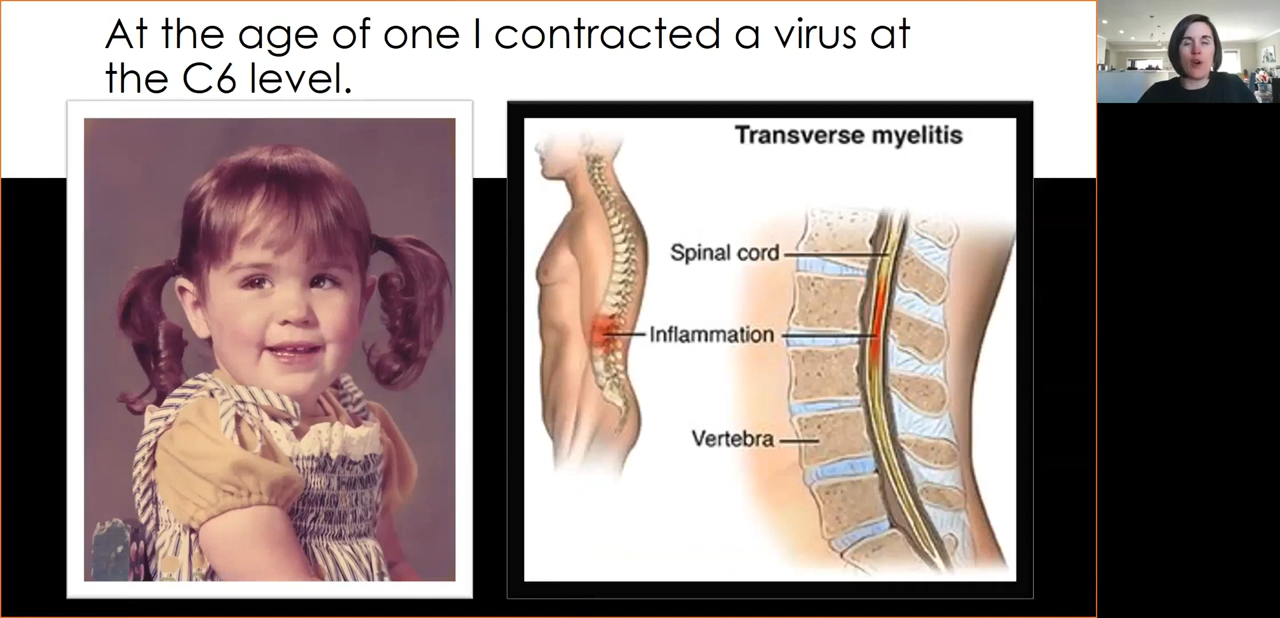 At the age of one I contracted a virus at
the C6 level.
Transverse myelitis
Spinal cord
Inflammation
Vertebra